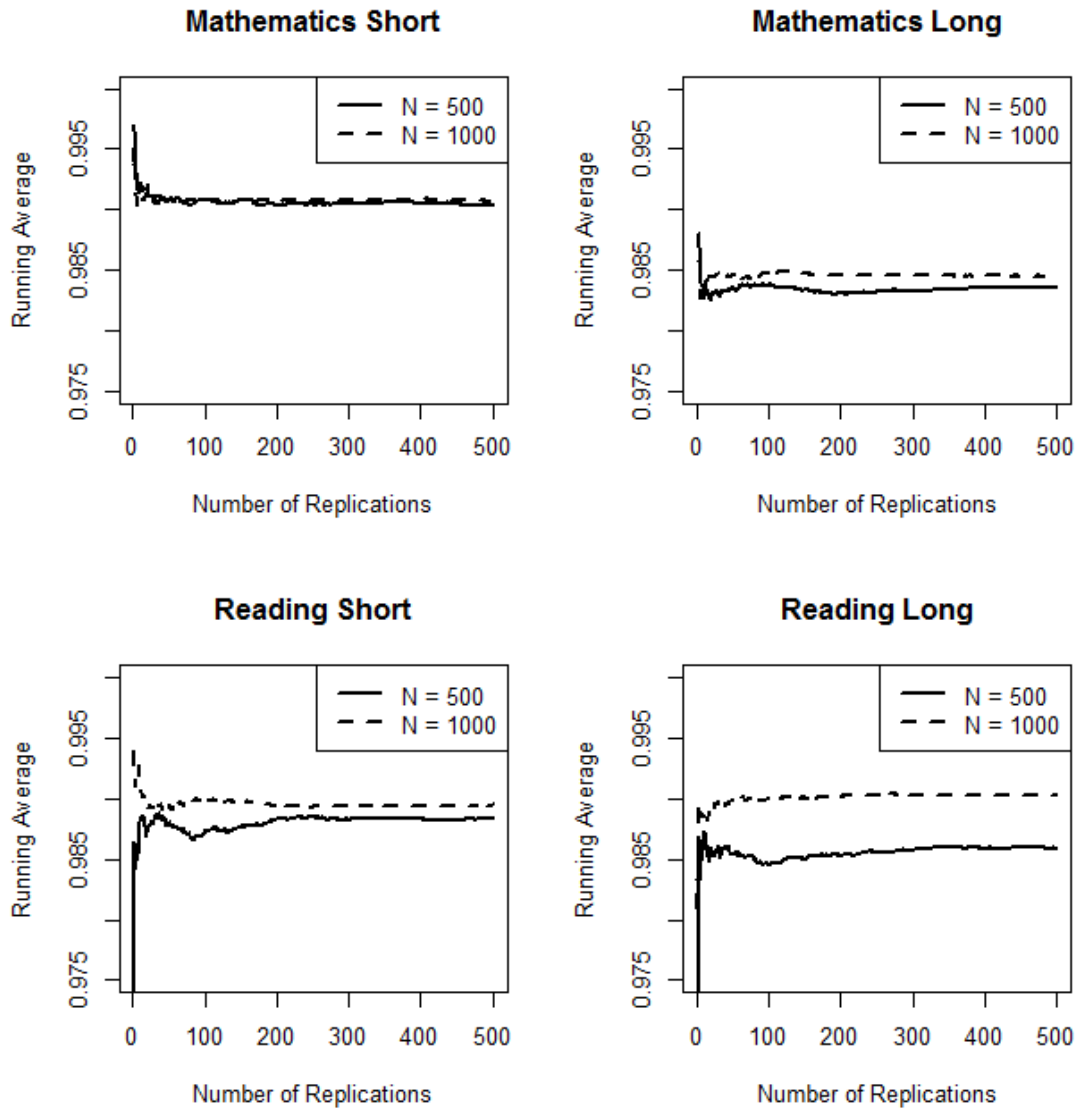 Mathematics Short
N = 500
N = 1000
Running Average
0.995
0.985
0.975
0 100 200 300 400 500
Number of Replications
Mathematics Long
N = 500
N = 1000
Running Average
0.995
0.985
0.975
0 100 200 300 400 500
Number of Replications
Reading Short
N = 500
N = 1000
Running Average
0.995
0.985
0.975
0 100 200 300 400 500
Number of Replications
Reading Long
N = 500
N = 1000
Running Average
0.995
0.985
0.975
0 100 200 300 400 500
Number of Replications